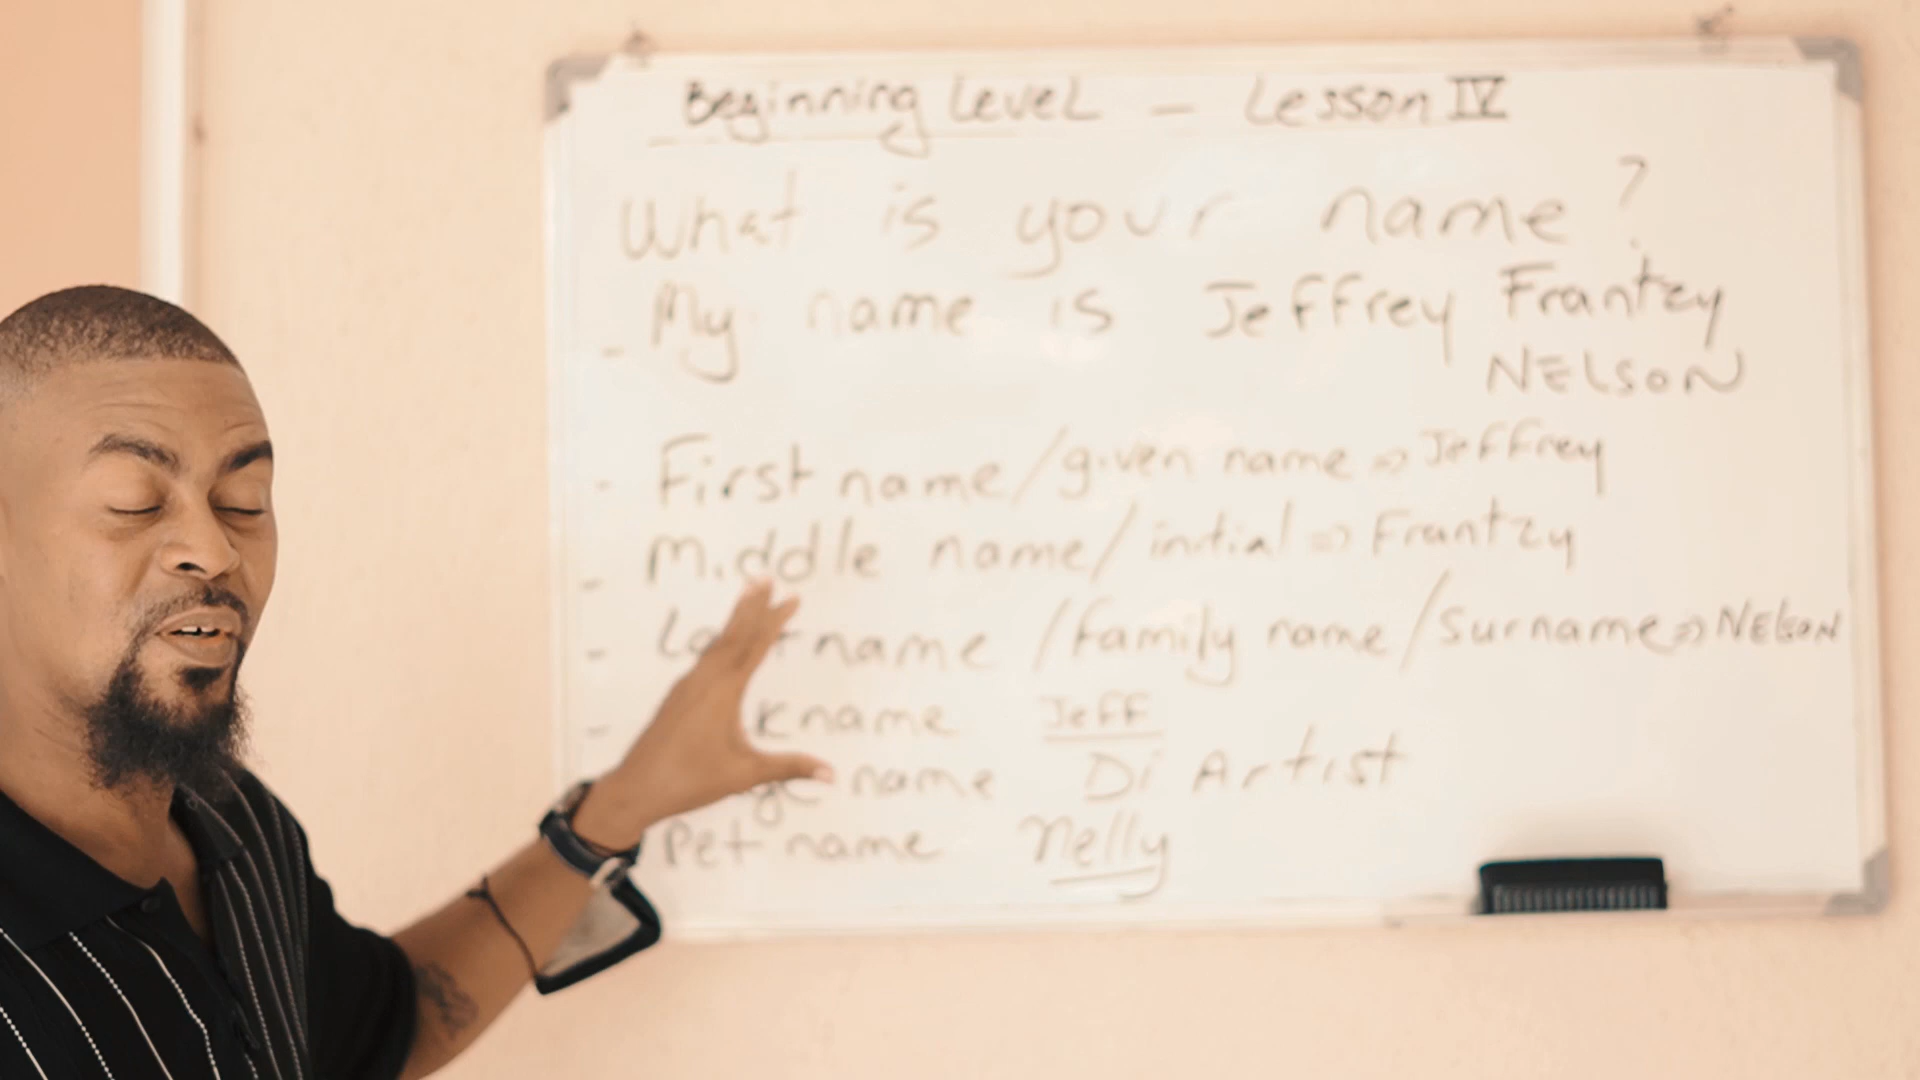 Beginning Level - Lesson IV
What is your name ?
- My name is Jeffrey Frantzy
NELSON
- First name/given name => Jeffrey
- Middle name/initial => Frantzy
- name /family name/Surname => NELSON
- kname Jeff
name Di Artist
Pet name Nelly